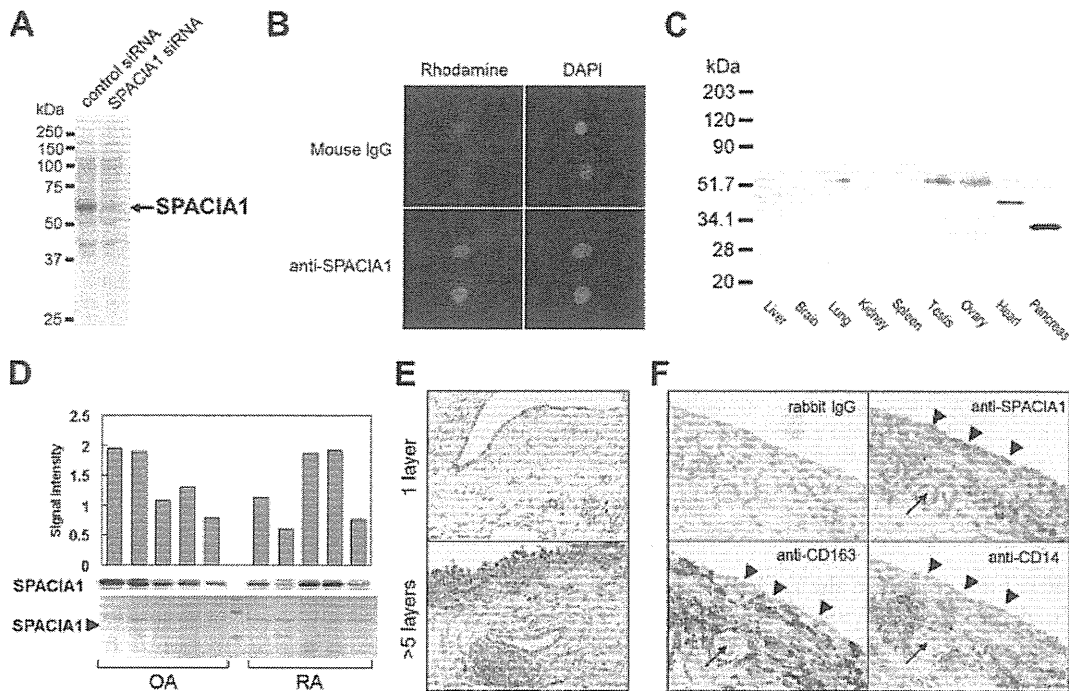 A
control siRNA
SPACIA1 siRNA
kDa
250
150
100
75
50
37
25
SPACIA1
B
Rhodamine
DAPI
Mouse IgG
anti-SPACIA1
C
kDa
203
120
90
51.7
34.1
28
20
Liver
Brain
Lung
Kidney
Spleen
Testis
Ovary
Heart
Pancreas
D
2.5
2
1.5
1
0.5
0
Signal intensity
SPACIA1
SPACIA1
OA
RA
E
1 layer
>5 layers
F
rabbit IgG
anti-SPACIA1
anti-CD163
anti-CD14